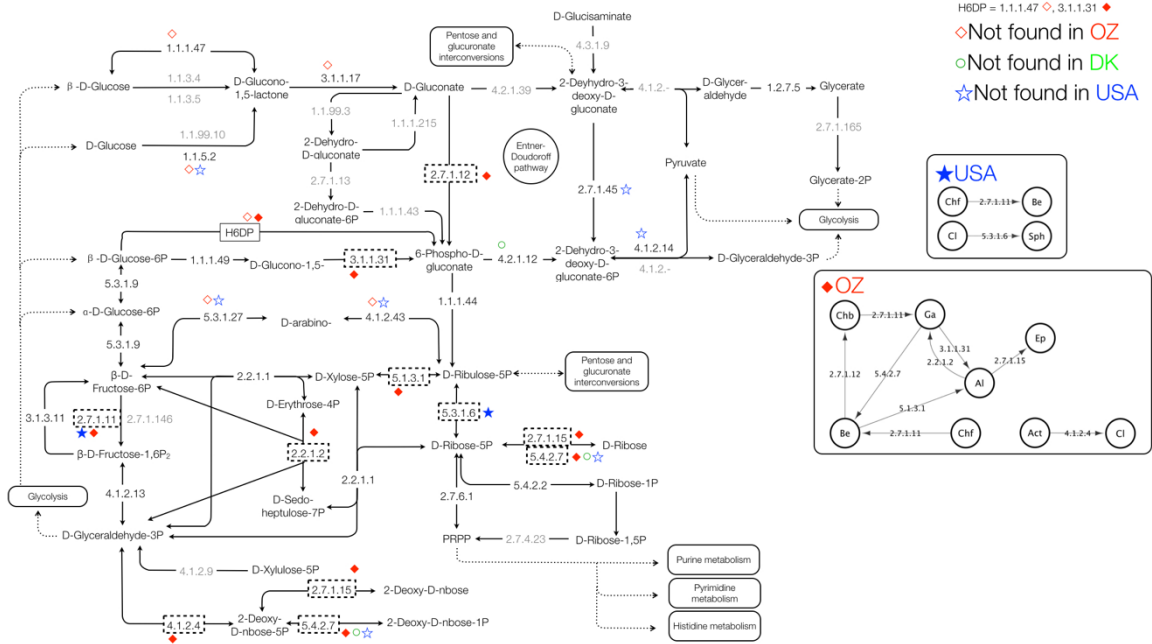 H6DP = 1.1.1.47 ◇, 3.1.1.31 ◆
◇Not found in OZ
○Not found in DK
☆Not found in USA
D-Glucisaminate
4.3.1.9
Pentose and
glucuronate
interconversions
1.1.1.47
β -D-Glucose
1.1.3.4
1.1.3.5
D-Glucono-
1,5-lactone
3.1.1.17
D-Gluconate
4.2.1.39
2-Deyhydro-3-
deoxy-D-
gluconate
4.1.2.-
D-Glycer-
aldehyde
1.2.7.5
Glycerate
1.1.99.3
1.1.1.215
1.1.99.10
D-Glucose
1.1.5.2
2-Dehydro-
D-gluconate
Entner-
Doudoroff
pathway
2.7.1.165
Pyruvate
2.7.1.13
2.7.1.12
2.7.1.45
Glycerate-2P
2-Dehydro-D-
gluconate-6P
1.1.1.43
Glycolysis
H6DP
β -D-Glucose-6P
1.1.1.49
D-Glucono-1,5-
3.1.1.31
6-Phospho-D-
gluconate
4.2.1.12
2-Dehydro-3-
deoxy-D-
gluconate-6P
4.1.2.14
4.1.2.-
D-Glyceraldehyde-3P
5.3.1.9
1.1.1.44
α-D-Glucose-6P
5.3.1.27
D-arabino-
4.1.2.43
5.3.1.9
β-D-
Fructose-6P
2.2.1.1
D-Xylose-5P
5.1.3.1
D-Ribulose-5P
Pentose and
glucuronate
interconversions
D-Erythrose-4P
3.1.3.11
2.7.1.11
2.7.1.146
5.3.1.6
β-D-Fructose-1,6P₂
2.2.1.2
D-Ribose-5P
2.7.1.15
5.4.2.7
D-Ribose
Glycolysis
4.1.2.13
D-Sedo-
heptulose-7P
2.2.1.1
2.7.6.1
5.4.2.2
D-Ribose-1P
D-Glyceraldehyde-3P
PRPP
2.7.4.23
D-Ribose-1,5P
4.1.2.9
D-Xylulose-5P
Purine metabolism
2.7.1.15
2-Deoxy-D-nbose
Pyrimidine
metabolism
4.1.2.4
2-Deoxy-
D-nbose-5P
5.4.2.7
2-Deoxy-D-nbose-1P
Histidine metabolism
★USA
Chf
2.7.1.11
Be
Cl
5.3.1.6
Sph
◆OZ
Chb
2.7.1.11
Ga
Ep
3.1.1.31
2.2.1.2
2.7.1.15
2.7.1.12
5.4.2.7
Al
5.1.3.1
Be
2.7.1.11
Chf
Act
4.1.2.4
Cl